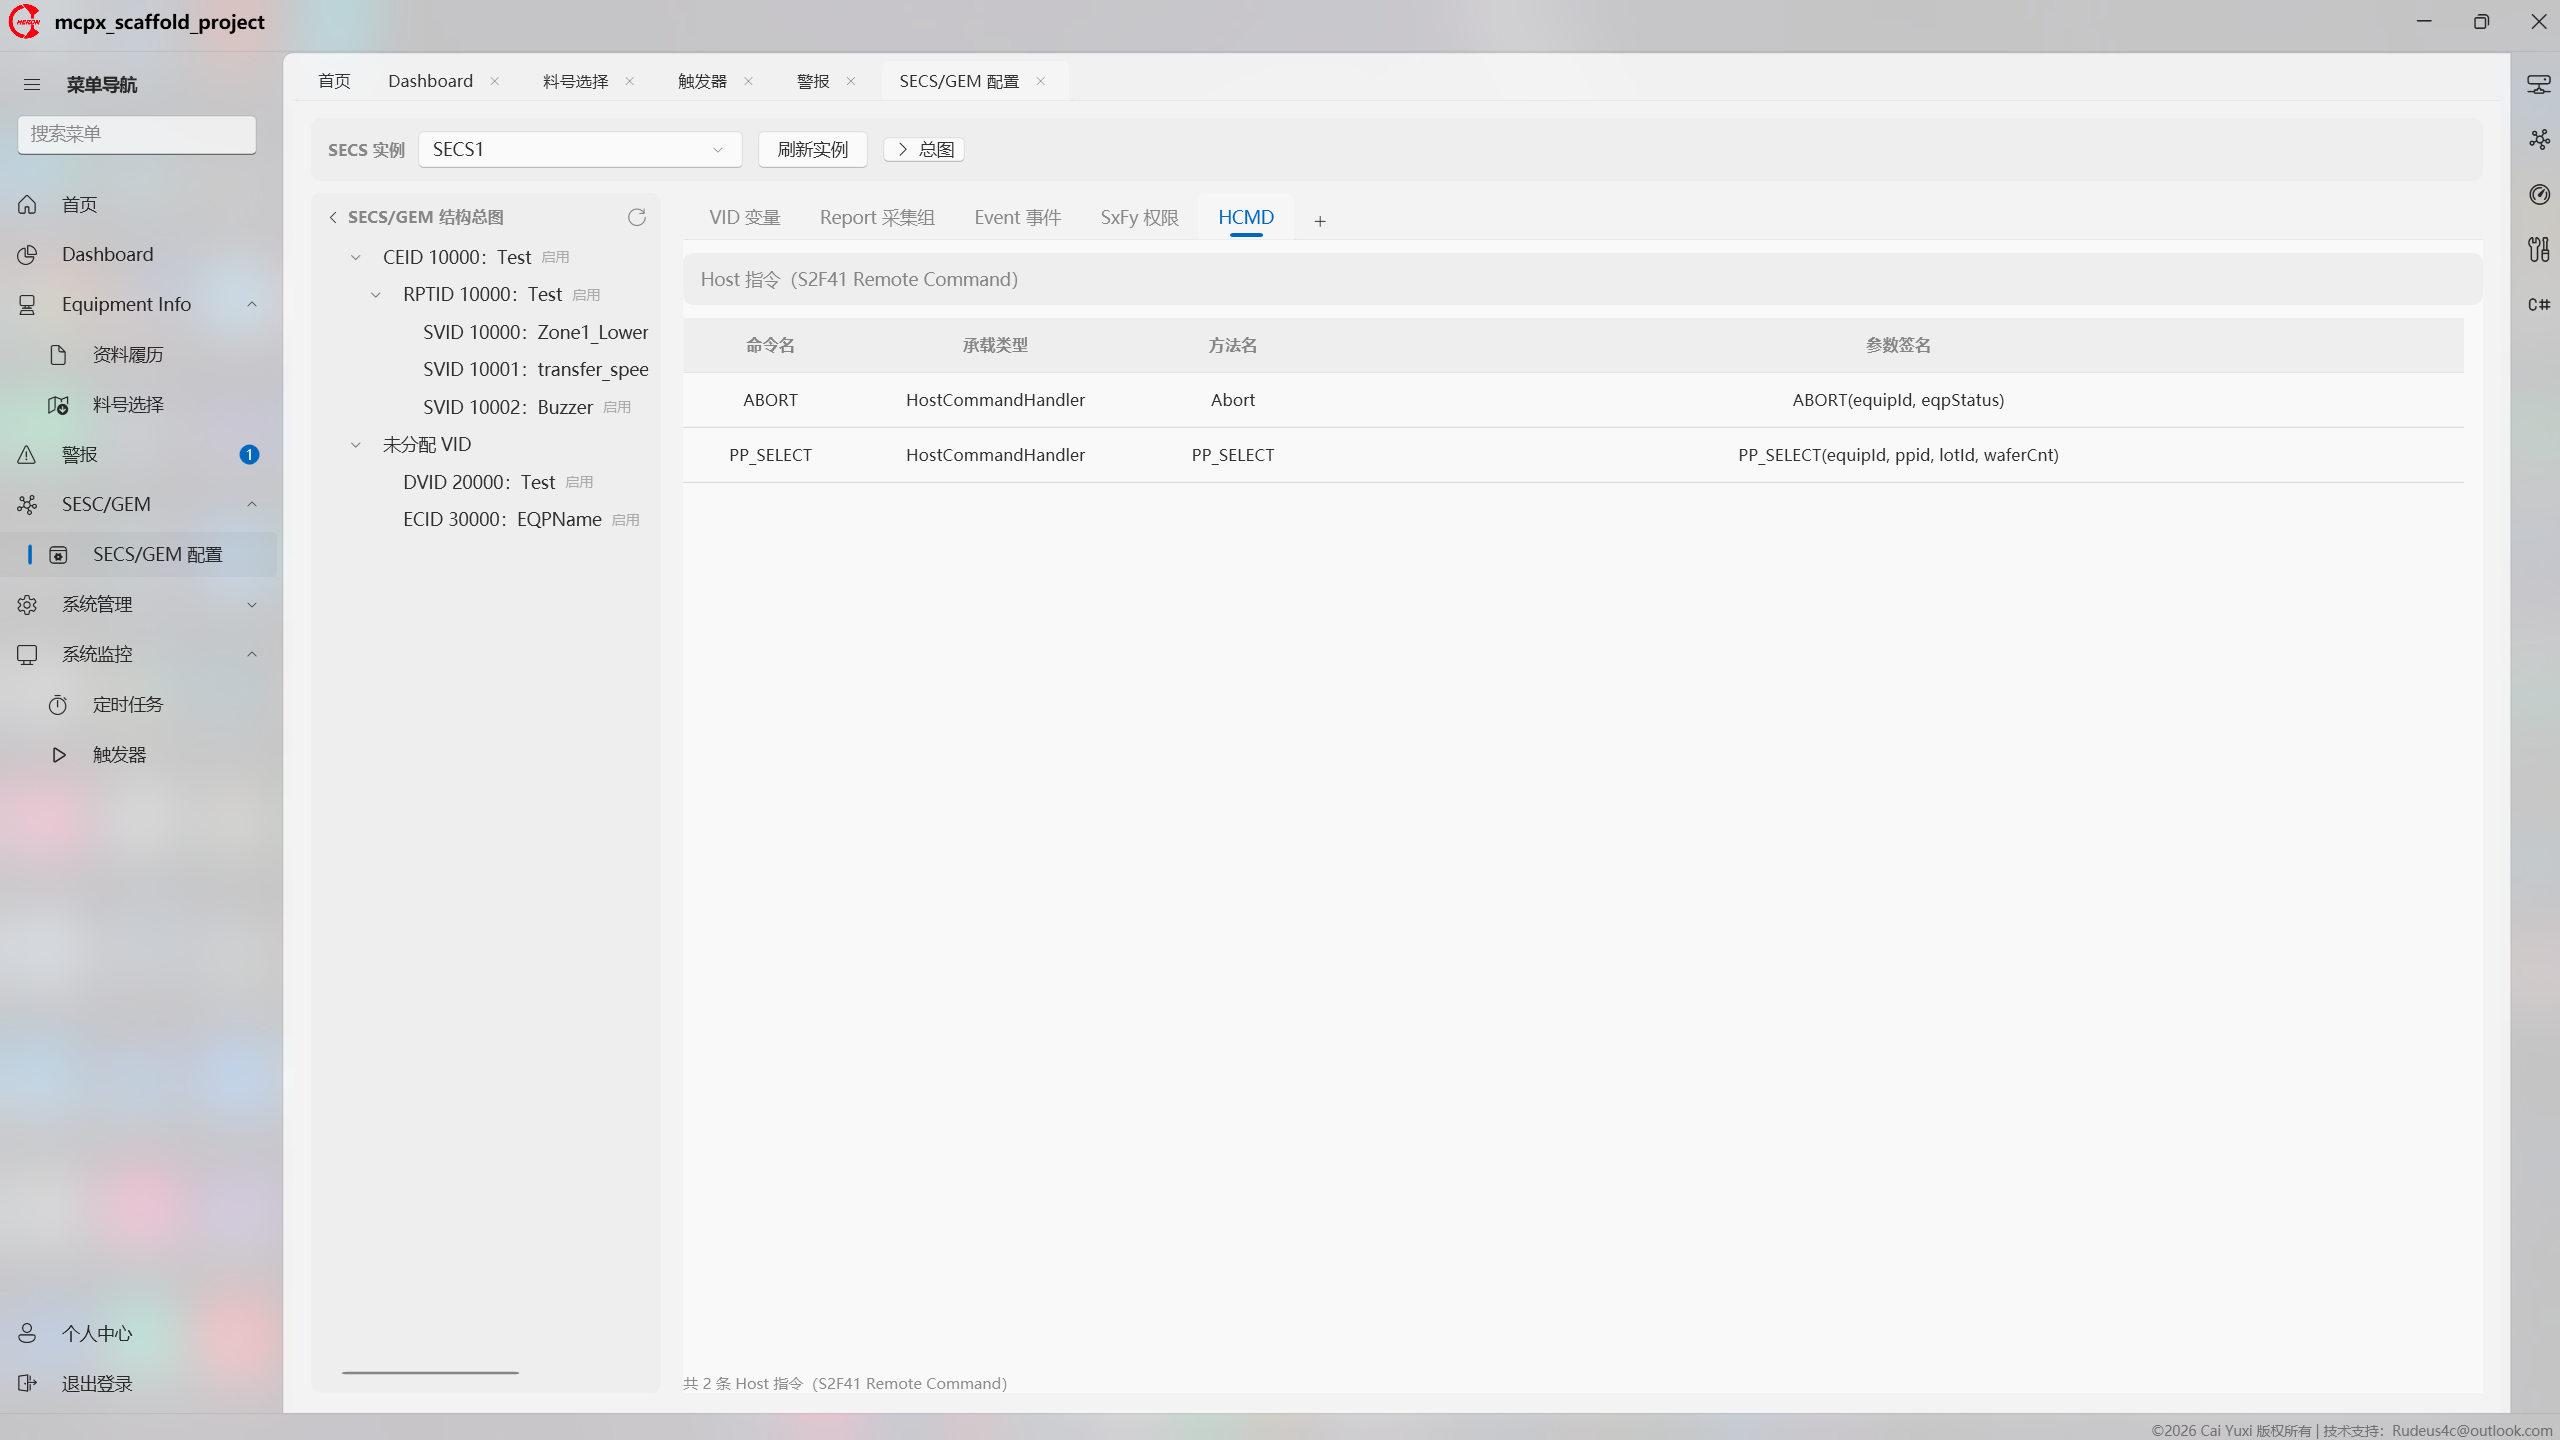 HERON
mcpx_scaffold_project
菜单导航
搜索菜单
首页
Dashboard
Equipment Info
资料履历
料号选择
警报
1
SESC/GEM
SECS/GEM 配置
系统管理
系统监控
定时任务
触发器
个人中心
退出登录
首页 Dashboard 料号选择 触发器 警报 SECS/GEM 配置
SECS 实例 SECS1 刷新实例 总图
SECS/GEM 结构总图
CEID 10000：Test 启用
RPTID 10000：Test 启用
SVID 10000：Zone1_Lower
SVID 10001：transfer_spee
SVID 10002：Buzzer 启用
未分配 VID
DVID 20000：Test 启用
ECID 30000：EQPName 启用
VID 变量 Report 采集组 Event 事件 SxFy 权限 HCMD +
Host 指令（S2F41 Remote Command）
命令名 承载类型 方法名 参数签名
ABORT HostCommandHandler Abort ABORT(equipId, eqpStatus)
PP_SELECT HostCommandHandler PP_SELECT PP_SELECT(equipId, ppid, lotId, waferCnt)
共 2 条 Host 指令（S2F41 Remote Command）
C#
©2026 Cai Yuxi 版权所有 | 技术支持：Rudeus4c@outlook.com